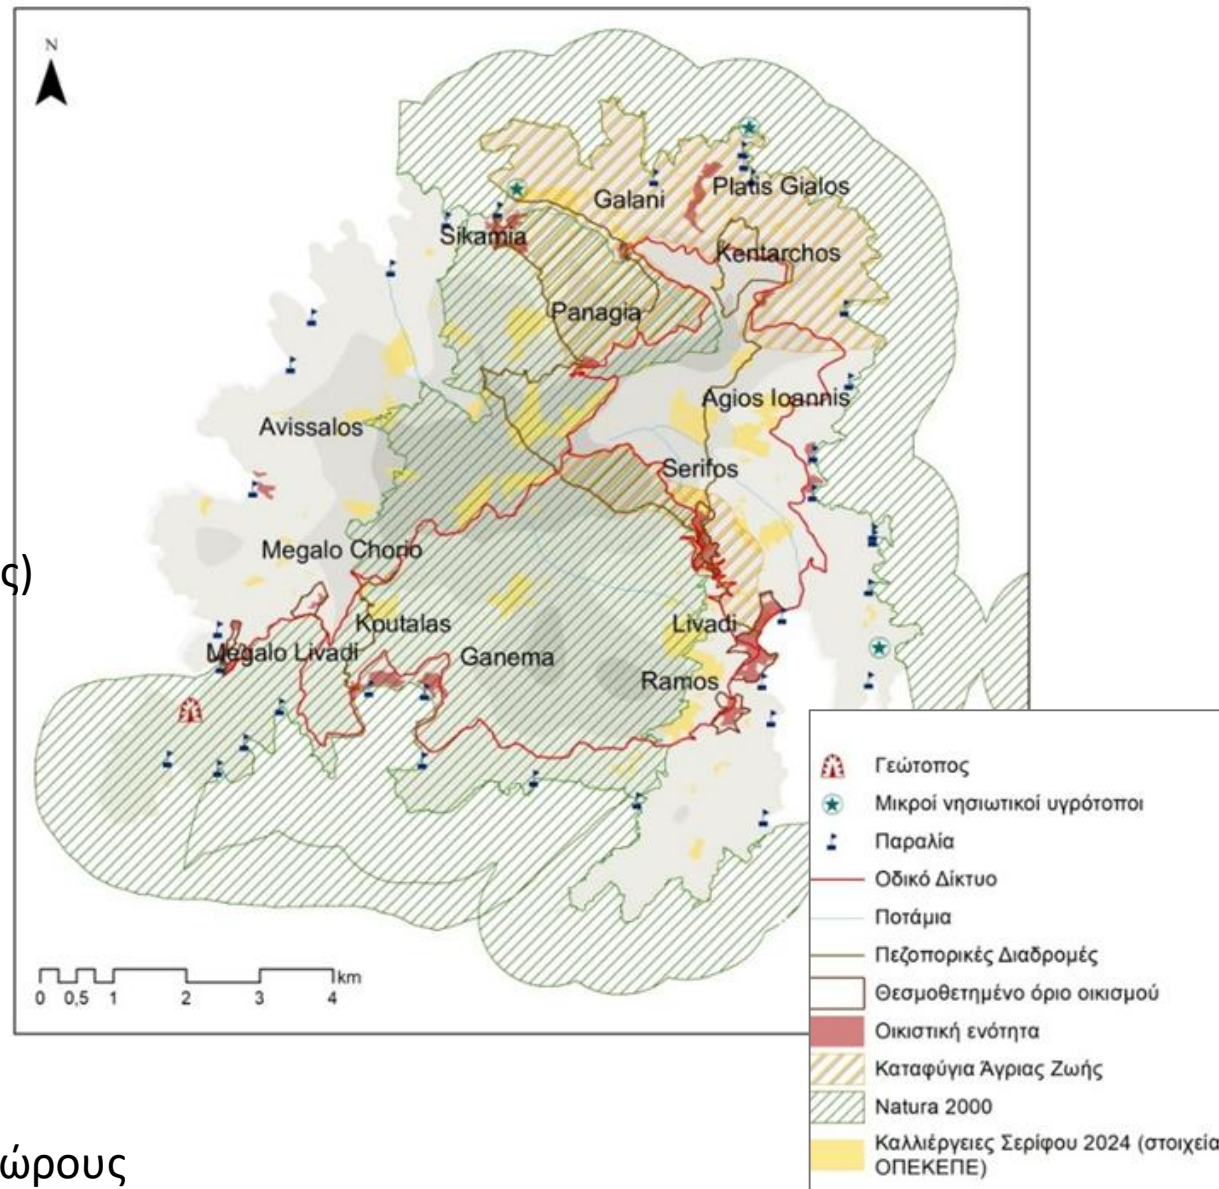 N
Galani
Platis Gialos
Sikamia
Kentarchos
Panagia
Agios Ioannis
Avissalos
Serifos
Megalo Chorio
ς)
Koutalas
Livadi
Megalo Livadi
Ganema
Ramos
km
0 0,5 1 2 3 4
Γεώτοπος
Μικροί νησιωτικοί υγρότοποι
Παραλία
Οδικό Δίκτυο
Ποτάμια
Πεζοπορικές Διαδρομές
Θεσμοθετημένο όριο οικισμού
Οικιστική ενότητα
Καταφύγια Άγριας Ζωής
Natura 2000
Καλλιέργειες Σερίφου 2024 (στοιχεία
ΟΠΕΚΕΠΕ)
ώρους